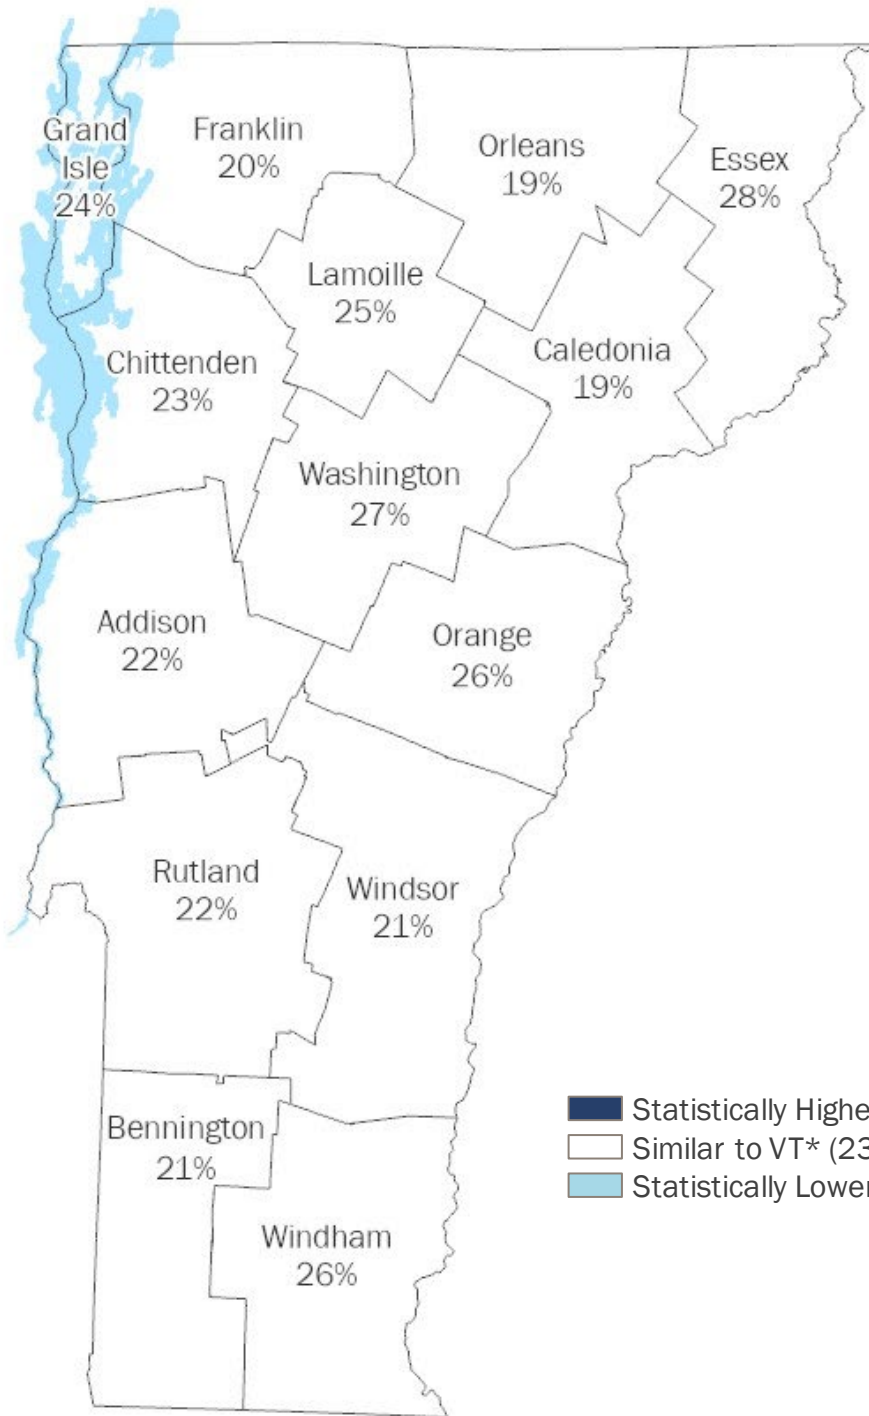 Grand
Isle
24%
Franklin
20%
Orleans
19%
Essex
28%
Lamoille
25%
Chittenden
23%
Caledonia
19%
Washington
27%
Addison
22%
Orange
26%
Rutland
22%
Windsor
21%
Bennington
21%
Windham
26%
Statistically Highe
Similar to VT* (23
Statistically Lower